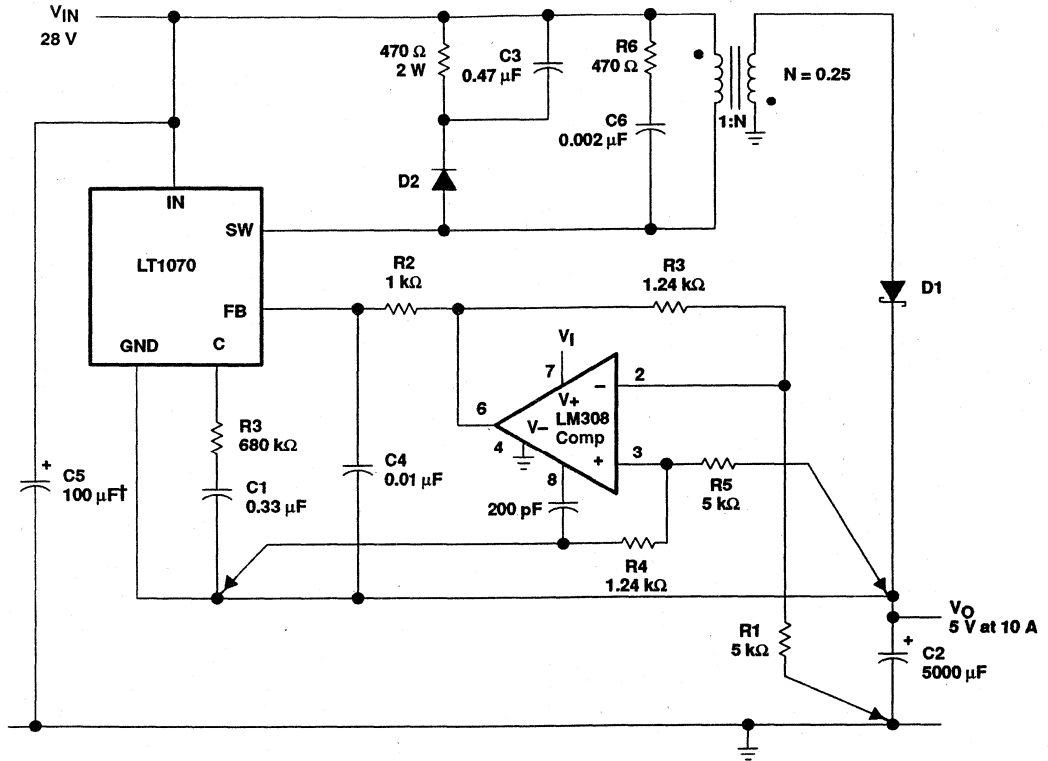 VIN
28 V
470 Ω
2 W
C3
0.47 μF
R6
470 Ω
C6
0.002 μF
N = 0.25
1:N
D2
IN
SW
LT1070
FB
GND
C
R2
1 kΩ
R3
1.24 kΩ
D1
VI
7
2
–
V+
6
LM308
Comp
V–
4
+
3
8
R3
680 kΩ
C1
0.33 μF
C5
+
100 μF†
C4
0.01 μF
200 pF
R5
5 kΩ
R4
1.24 kΩ
R1
5 kΩ
VO
5 V at 10 A
+
C2
5000 μF